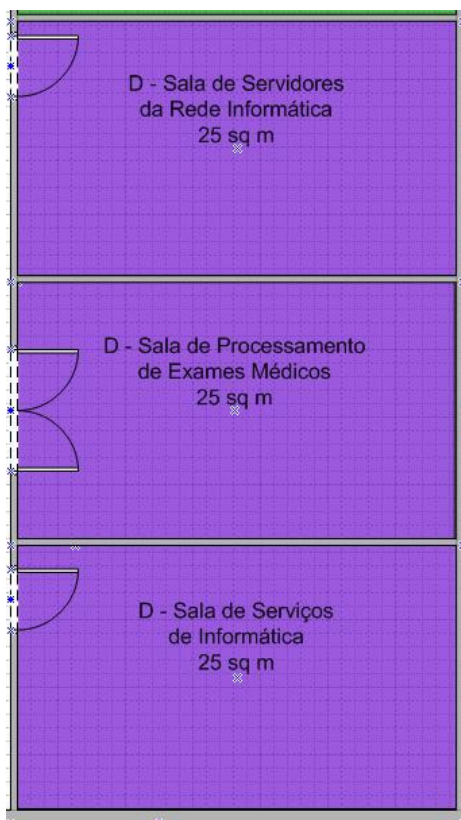 D - Sala de Servidores
da Rede Informática
25 sq m
D - Sala de Processamento
de Exames Médicos
25 sq m
D - Sala de Serviços
de Informática
25 sq m